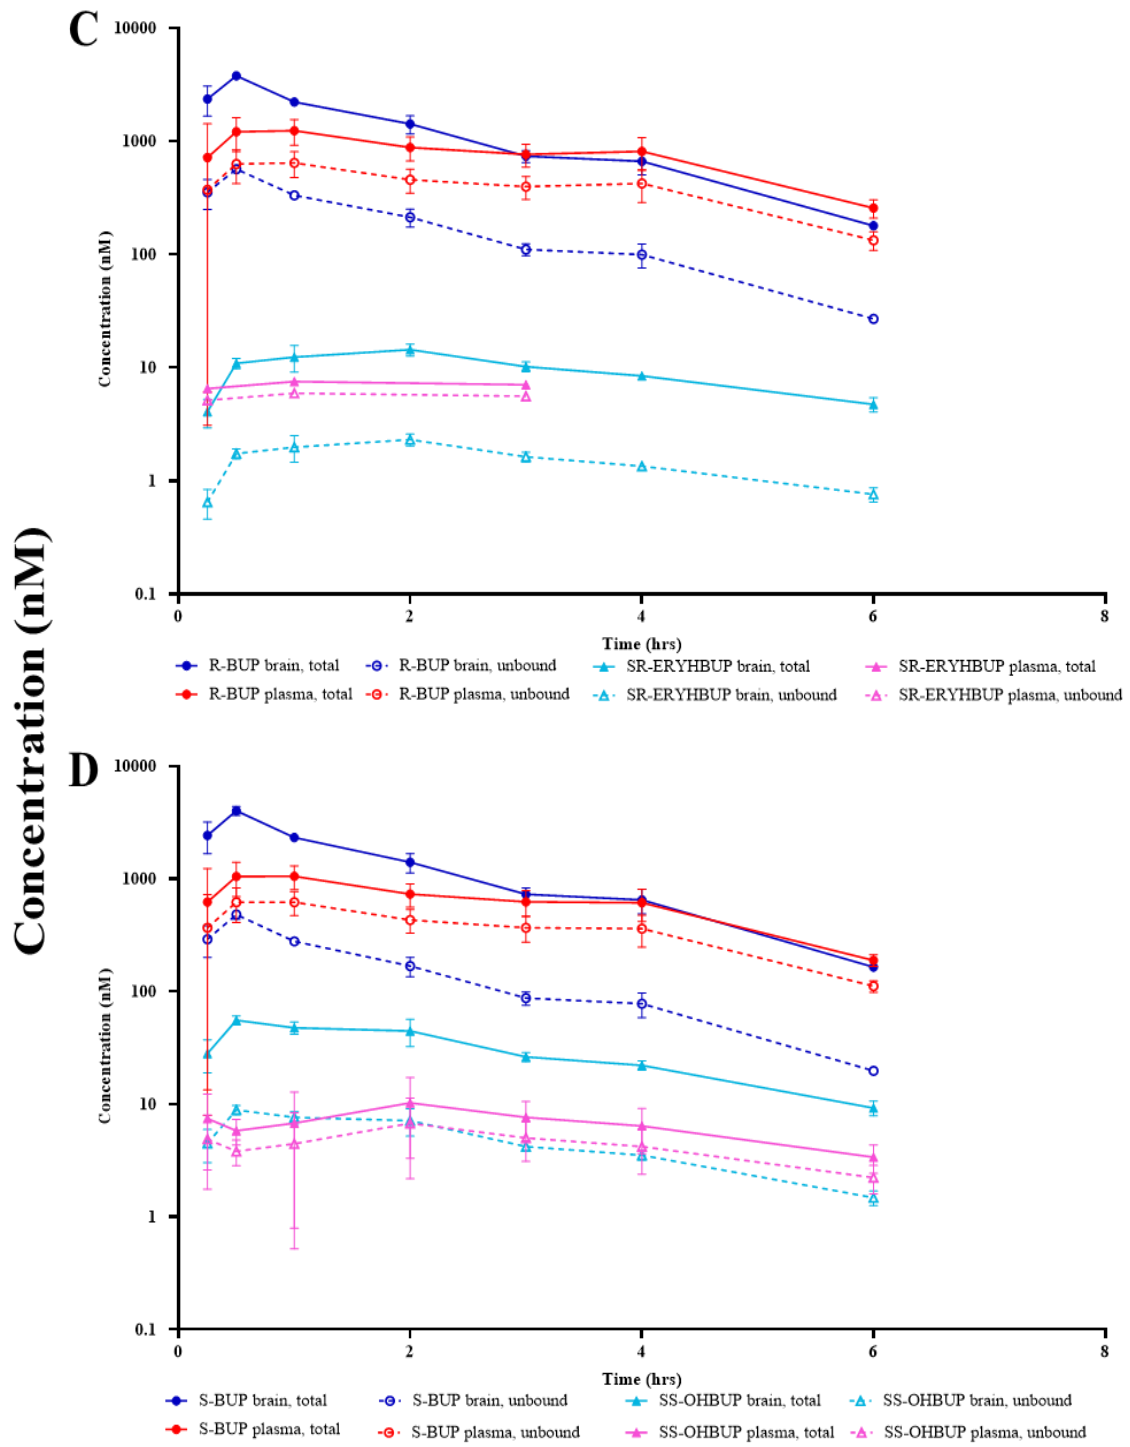 Concentration (nM)
C
10000
1000
100
10
1
0.1
Concentration (nM)
0 2 4 6 8
Time (hrs)
R-BUP brain, total R-BUP brain, unbound SR-ERYHBUP brain, total SR-ERYHBUP plasma, total
R-BUP plasma, total R-BUP plasma, unbound SR-ERYHBUP brain, unbound SR-ERYHBUP plasma, unbound
D
10000
1000
100
10
1
0.1
Concentration (nM)
0 2 4 6 8
Time (hrs)
S-BUP brain, total S-BUP brain, unbound SS-OHBUP brain, total SS-OHBUP brain, unbound
S-BUP plasma, total S-BUP plasma, unbound SS-OHBUP plasma, total SS-OHBUP plasma, unbound